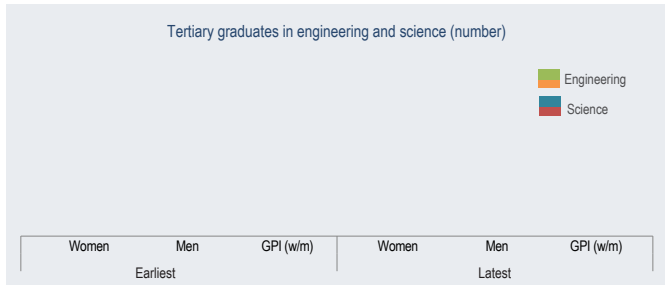 Tertiary graduates in engineering and science (number)
Engineering
Science
Women Men GPI (w/m) Women Men GPI (w/m)
Earliest Latest